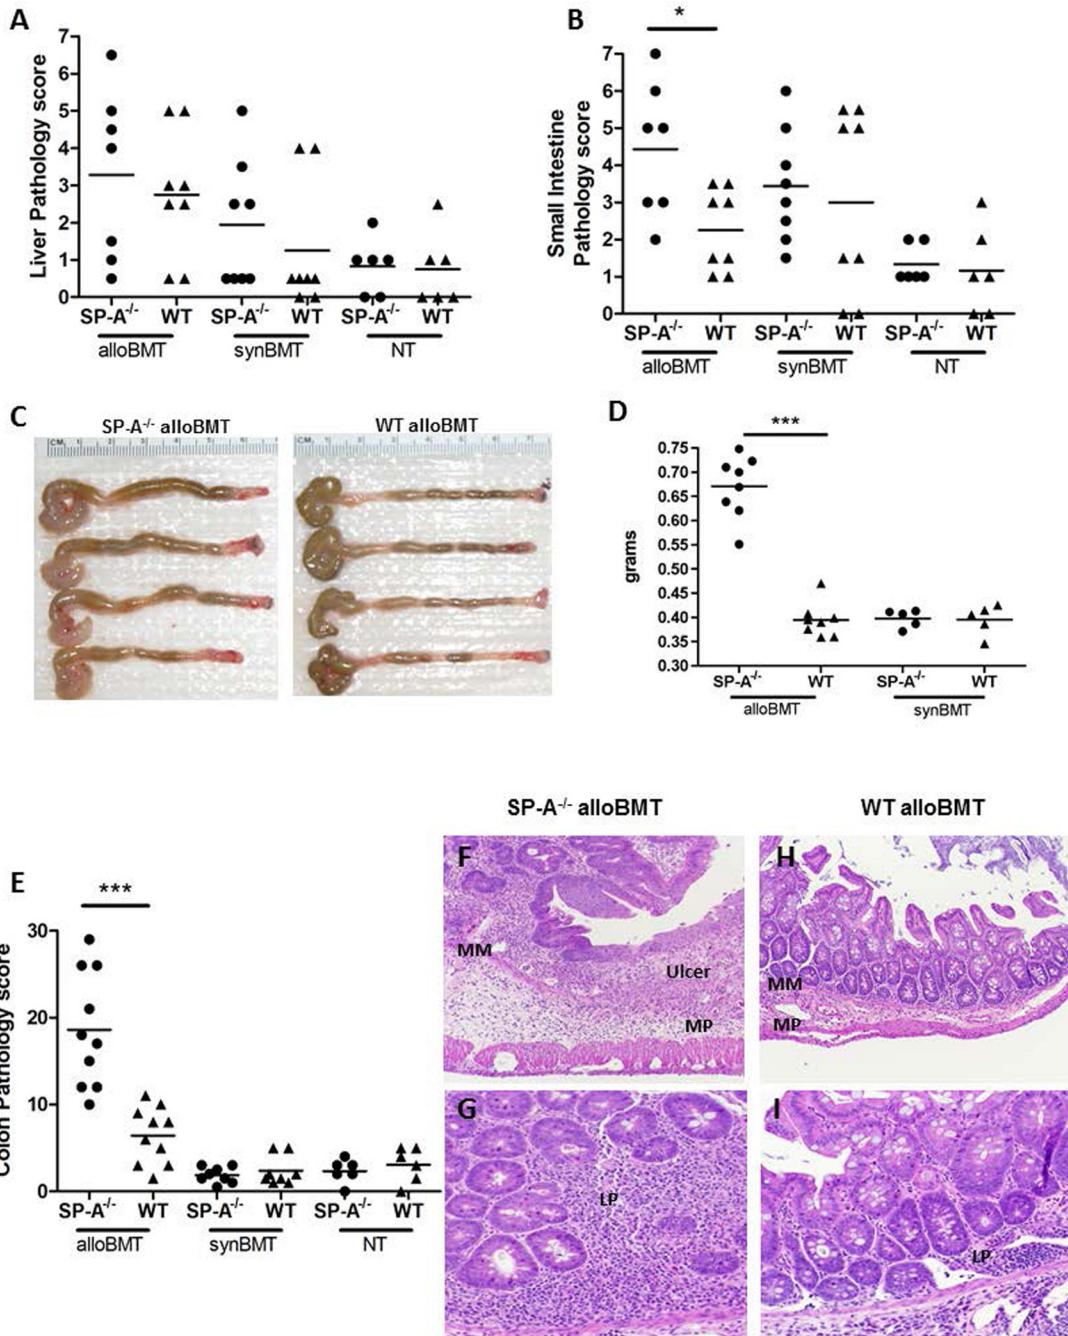 A
Liver Pathology score
7
6
5
4
3
2
1
0
SP-A-/- WT SP-A-/- WT SP-A-/- WT
alloBMT synBMT NT
B
*
Small Intestine
Pathology score
7
6
5
4
3
2
1
0
SP-A-/- WT SP-A-/- WT SP-A-/- WT
alloBMT synBMT NT
C
SP-A-/- alloBMT
WT alloBMT
D
***
grams
0.75
0.70
0.65
0.60
0.55
0.50
0.45
0.40
0.35
0.30
SP-A-/- WT SP-A-/- WT
alloBMT synBMT
SP-A-/- alloBMT
WT alloBMT
E
***
Colon Pathology score
30
20
10
0
SP-A-/- WT SP-A-/- WT SP-A-/- WT
alloBMT synBMT NT
F
MM
Ulcer
MP
H
MM
MP
G
LP
I
LP